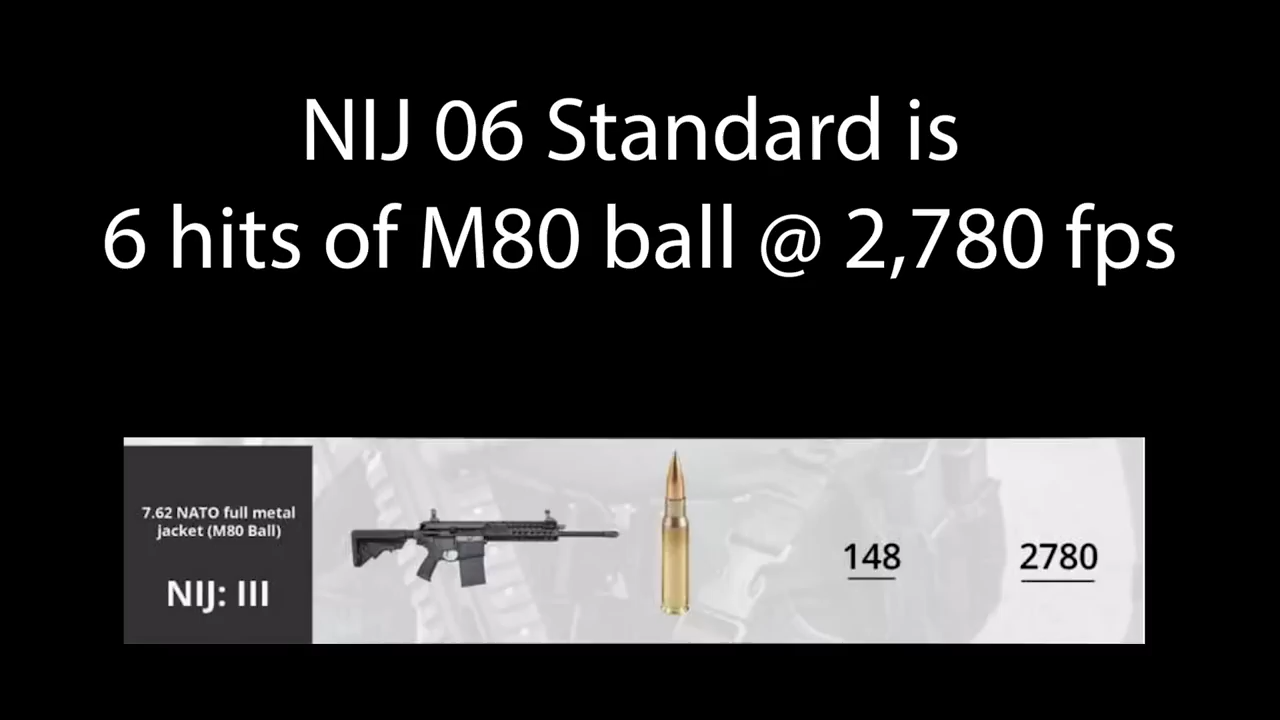 NIJ 06 Standard is
6 hits of M80 ball @ 2,780 fps
7.62 NATO full metal
jacket (M80 Ball)
NIJ: III
148
2780